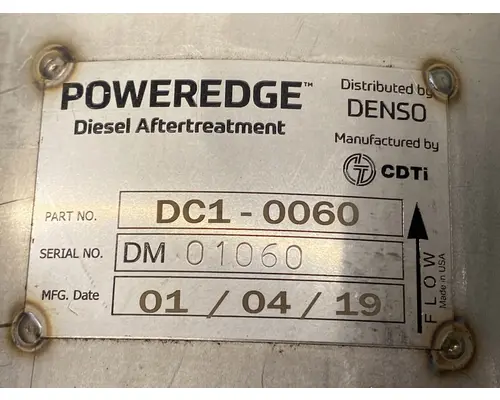 POWEREDGE™
Diesel Aftertreatment
Distributed by
DENSO
Manufactured by
CDTi
PART NO. DC1 - 0060
SERIAL NO. DM 01060
MFG. Date 01 / 04 / 19
FLOW
Made in USA